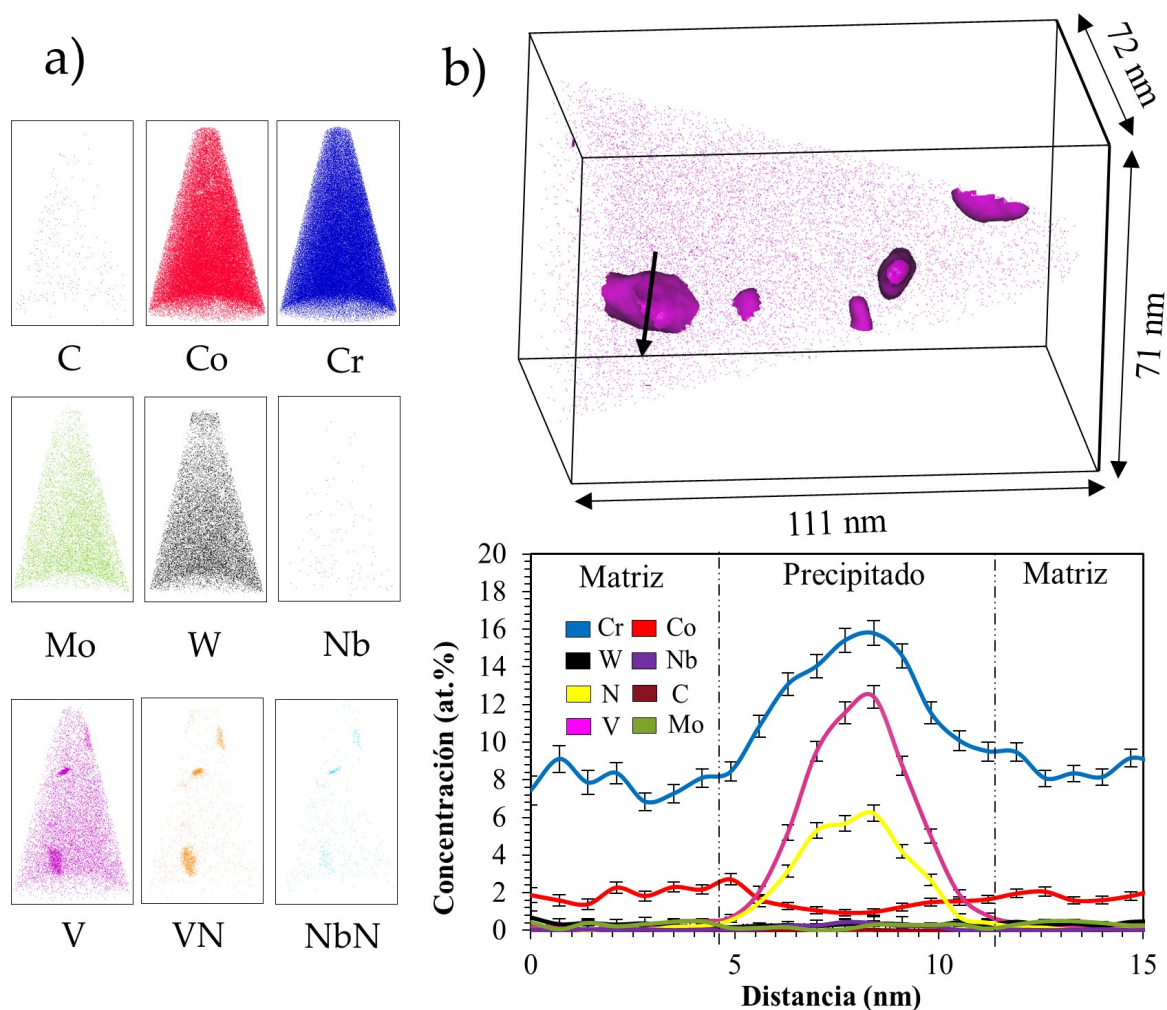 a)
C
Co
Cr
Mo
W
Nb
V
VN
NbN
b)
72 nm
71 nm
111 nm
Matriz
Precipitado
Matriz
Cr
Co
W
Nb
N
C
V
Mo
Concentración (at.%)
20
18
16
14
12
10
8
6
4
2
0
0
5
10
15
Distancia (nm)